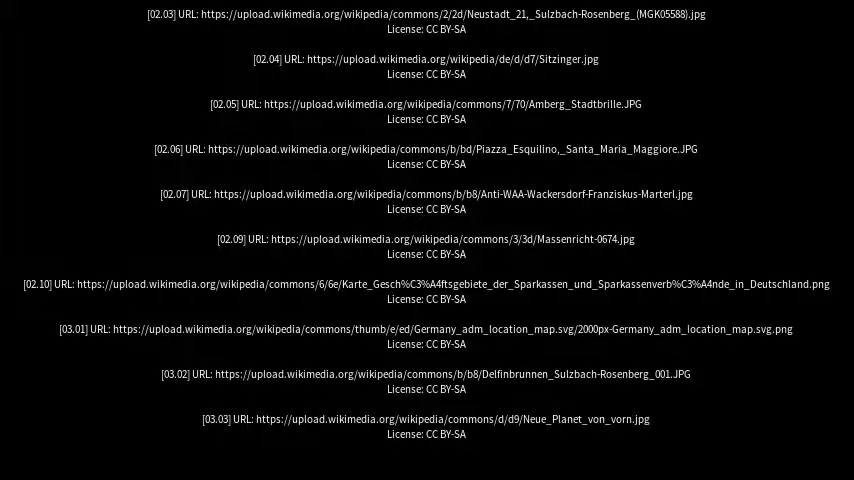 [02.03] URL: https://upload.wikimedia.org/wikipedia/commons/2/2d/Neustadt_21,_Sulzbach-Rosenberg_(MGK05588).jpg
License: CC BY-SA
[02.04] URL: https://upload.wikimedia.org/wikipedia/de/d/d7/Sitzinger.jpg
License: CC BY-SA
[02.05] URL: https://upload.wikimedia.org/wikipedia/commons/7/70/Amberg_Stadtbrille.JPG
License: CC BY-SA
[02.06] URL: https://upload.wikimedia.org/wikipedia/commons/b/bd/Piazza_Esquilino,_Santa_Maria_Maggiore.JPG
License: CC BY-SA
[02.07] URL: https://upload.wikimedia.org/wikipedia/commons/b/b8/Anti-WAA-Wackersdorf-Franziskus-Marterl.jpg
License: CC BY-SA
[02.09] URL: https://upload.wikimedia.org/wikipedia/commons/3/3d/Massenricht-0674.jpg
License: CC BY-SA
[02.10] URL: https://upload.wikimedia.org/wikipedia/commons/6/6e/Karte_Gesch%C3%A4ftsgebiete_der_Sparkassen_und_Sparkassenverb%C3%A4nde_in_Deutschland.png
License: CC BY-SA
[03.01] URL: https://upload.wikimedia.org/wikipedia/commons/thumb/e/ed/Germany_adm_location_map.svg/2000px-Germany_adm_location_map.svg.png
License: CC BY-SA
[03.02] URL: https://upload.wikimedia.org/wikipedia/commons/b/b8/Delfinbrunnen_Sulzbach-Rosenberg_001.JPG
License: CC BY-SA
[03.03] URL: https://upload.wikimedia.org/wikipedia/commons/d/d9/Neue_Planet_von_vorn.jpg
License: CC BY-SA